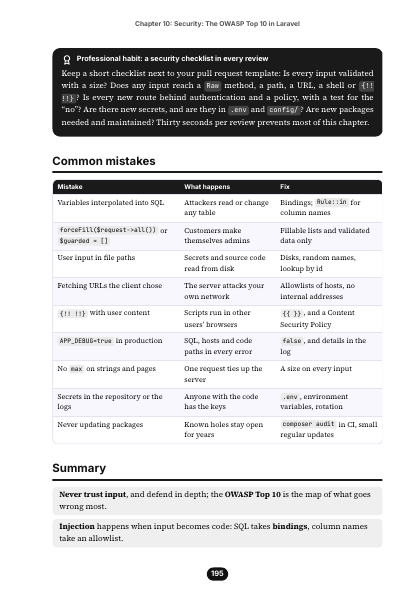 Chapter 10: Security: The OWASP Top 10 in Laravel
Professional habit: a security checklist in every review
Keep a short checklist next to your pull request template: Is every input validated
with a size? Does any input reach a Raw method, a path, a URL, a shell or {!!
!!}? Is every new route behind authentication and a policy, with a test for the
“no”? Are there new secrets, and are they in .env and config/? Are new packages
needed and maintained? Thirty seconds per review prevents most of this chapter.
Common mistakes
Mistake What happens Fix
Variables interpolated into SQL Attackers read or change Bindings; Rule::in for
any table column names
forceFill($request->all()) or Customers make Fillable lists and validated
$guarded = [] themselves admins data only
User input in file paths Secrets and source code Disks, random names,
read from disk lookup by id
Fetching URLs the client chose The server attacks your Allowlists of hosts, no
own network internal addresses
{!! !!} with user content Scripts run in other {{ }}, and a Content
users' browsers Security Policy
APP_DEBUG=true in production SQL, hosts and code false, and details in the
paths in every error log
No max on strings and pages One request ties up the A size on every input
server
Secrets in the repository or the Anyone with the code .env, environment
logs has the keys variables, rotation
Never updating packages Known holes stay open composer audit in CI, small
for years regular updates
Summary
Never trust input, and defend in depth; the OWASP Top 10 is the map of what goes
wrong most.
Injection happens when input becomes code: SQL takes bindings, column names
take an allowlist.
195